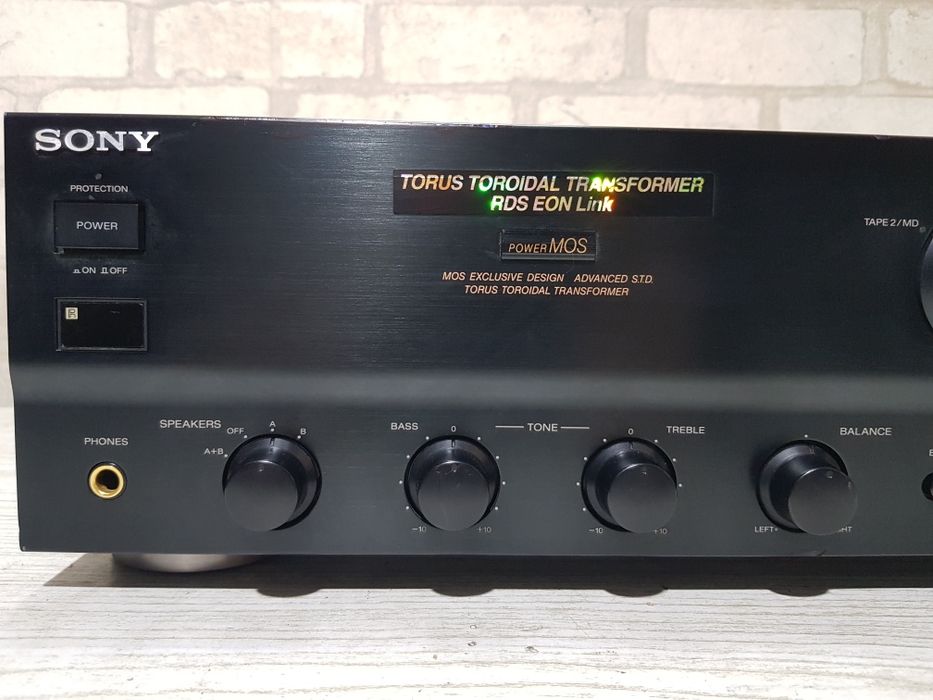 SONY
PROTECTION
POWER
ON OFF
TORUS TOROIDAL TRANSFORMER
RDS EON Link
POWER MOS
MOS EXCLUSIVE DESIGN ADVANCED S.T.D.
TORUS TOROIDAL TRANSFORMER
TAPE 2/MD
PHONES
SPEAKERS
A+B OFF A B
BASS
0
-10 +10
TONE
TREBLE
0
-10 +10
BALANCE
LEFT